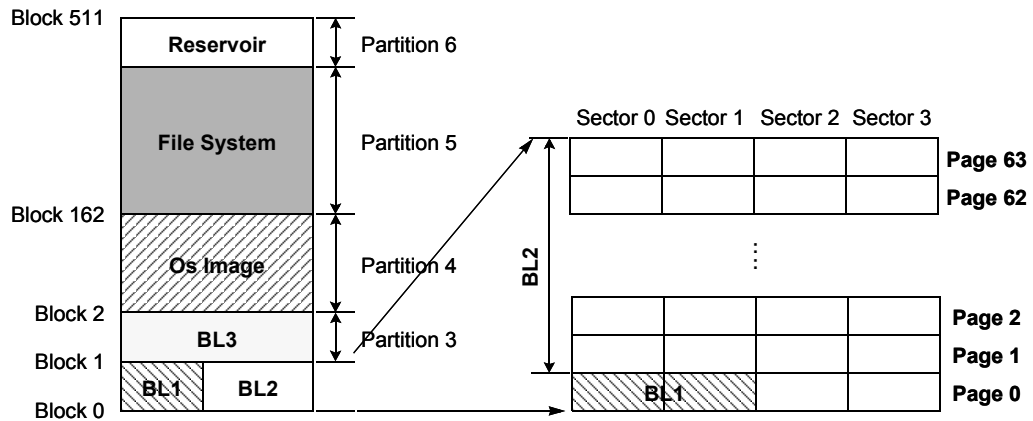 Block 511
Reservoir
Partition 6
File System
Partition 5
Block 162
Os Image
Partition 4
Block 2
BL3
Partition 3
Block 1
BL1
BL2
Block 0
Sector 0 Sector 1 Sector 2 Sector 3
Page 63
Page 62
BL2
Page 2
Page 1
BL1
Page 0